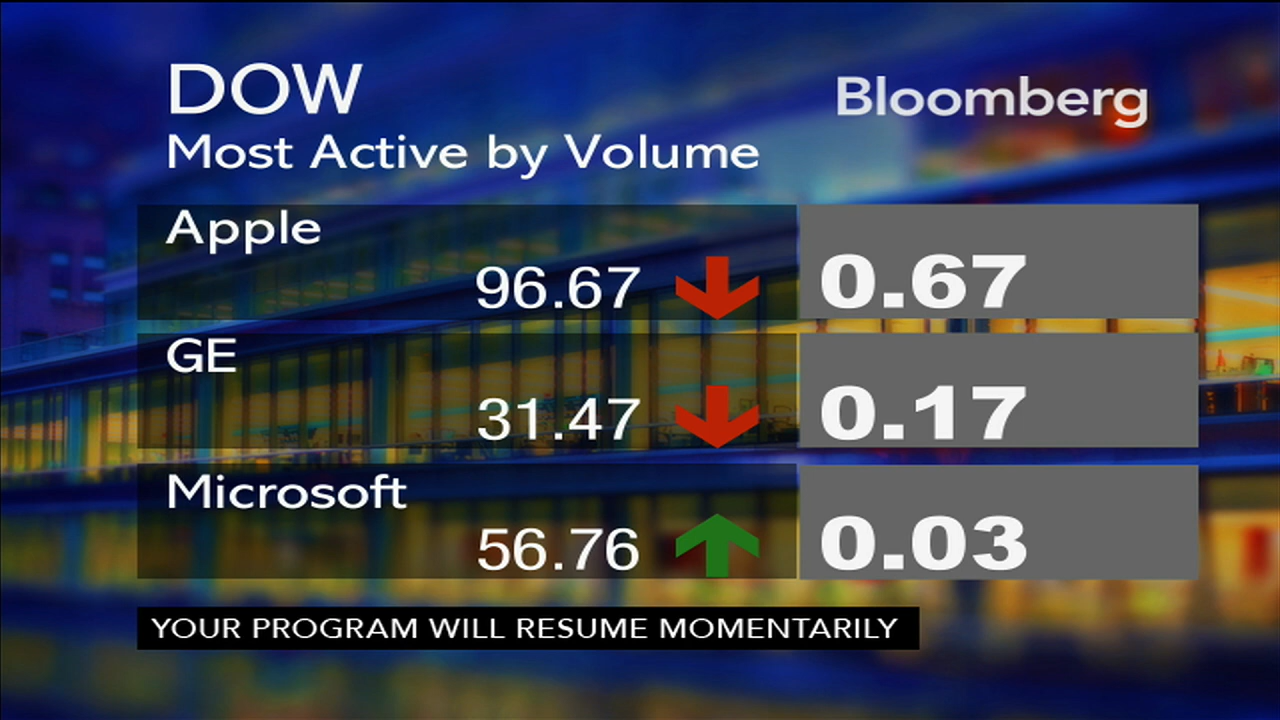 DOW
Bloomberg
Most Active by Volume
Apple
96.67 0.67
GE
31.47 0.17
Microsoft
56.76 0.03
YOUR PROGRAM WILL RESUME MOMENTARILY